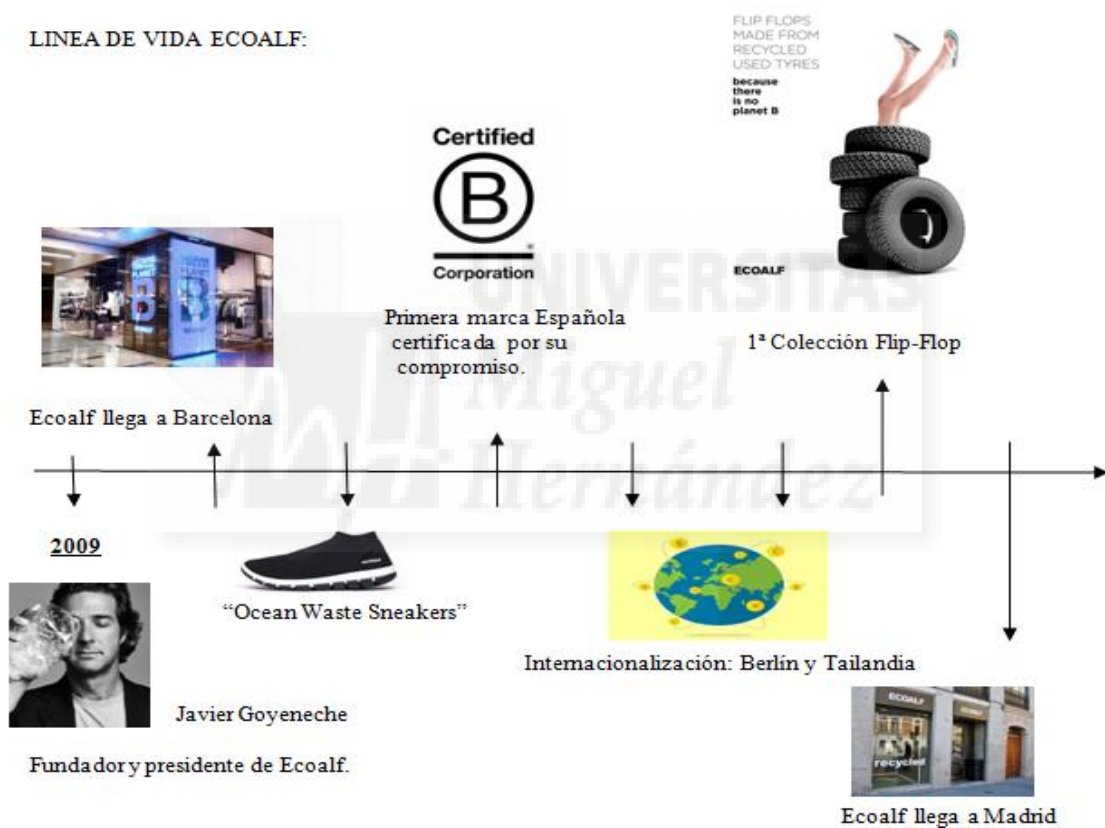 LINEA DE VIDA ECOALF:
FLIP FLOPS
MADE FROM
RECYCLED
USED TYRES
because
there
is no
planet B
ECOALF
Certified
B
Corporation
UNIVERSITAS
Miguel
Hernández
Primera marca Española
certificada por su
compromiso.
1ª Colección Flip-Flop
Ecoalf llega a Barcelona
2009
"Ocean Waste Sneakers"
Internacionalización: Berlín y Tailandia
Javier Goyeneche
Fundador y presidente de Ecoalf.
ECOALF
recycled
Ecoalf llega a Madrid